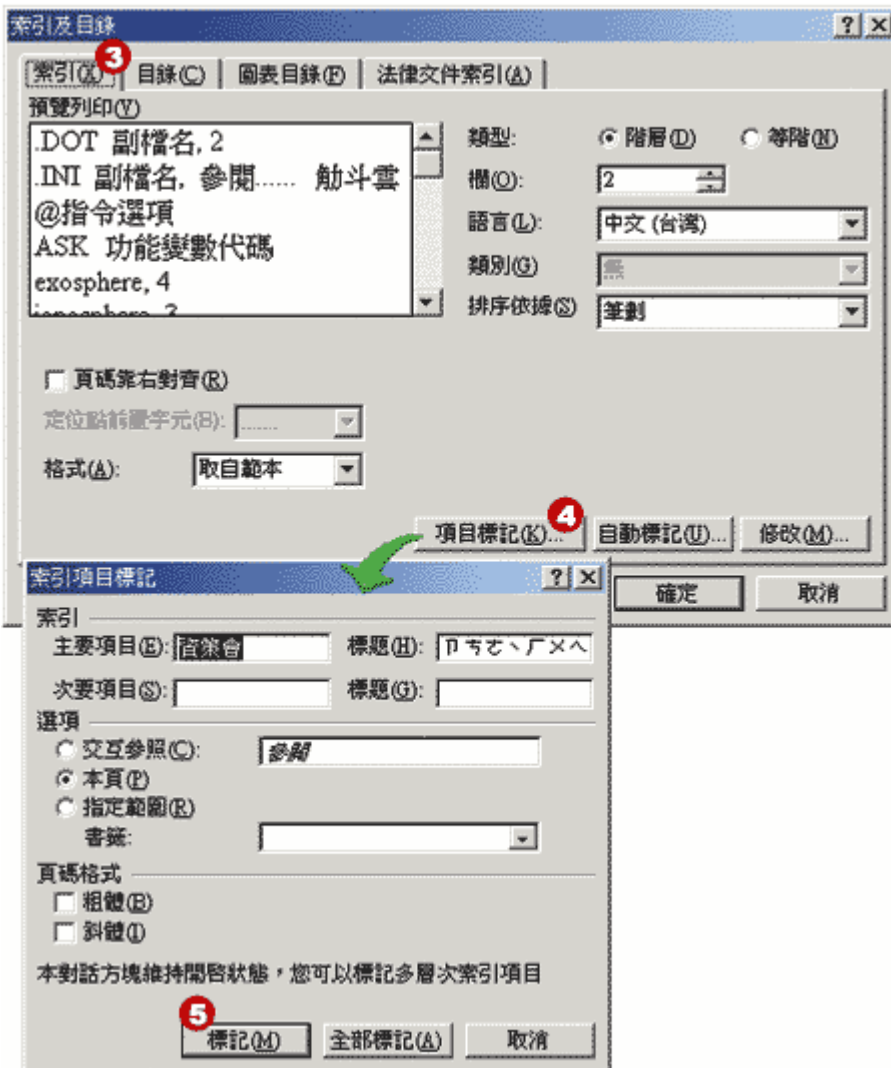 索引及目錄
3
索引(X) 目錄(C) 圖表目錄(F) 法律文件索引(A)
預覽列印(V)
.DOT 副檔名, 2
.INI 副檔名, 參閱...... 觔斗雲
@指令選項
ASK 功能變數代碼
exosphere, 4
ionosphere, 3
類型: 階層(D) 等階(N)
欄(O): 2
語言(L): 中文 (台灣)
類別(G) 無
排序依據(S) 筆劃
頁碼靠右對齊(R)
定位點前置字元(B): .......
格式(A): 取自範本
4
項目標記(K)... 自動標記(U)... 修改(M)...
確定 取消
索引項目標記
索引
主要項目(E): 資策會 標題(H): ㄗㄘㄜˋㄏㄨㄟ
次要項目(S): 標題(G):
選項
交互參照(C): 參閱
本頁(P)
指定範圍(R)
書籤:
頁碼格式
粗體(B)
斜體(I)
本對話方塊維持開啓狀態，您可以標記多層次索引項目
5
標記(M) 全部標記(A) 取消